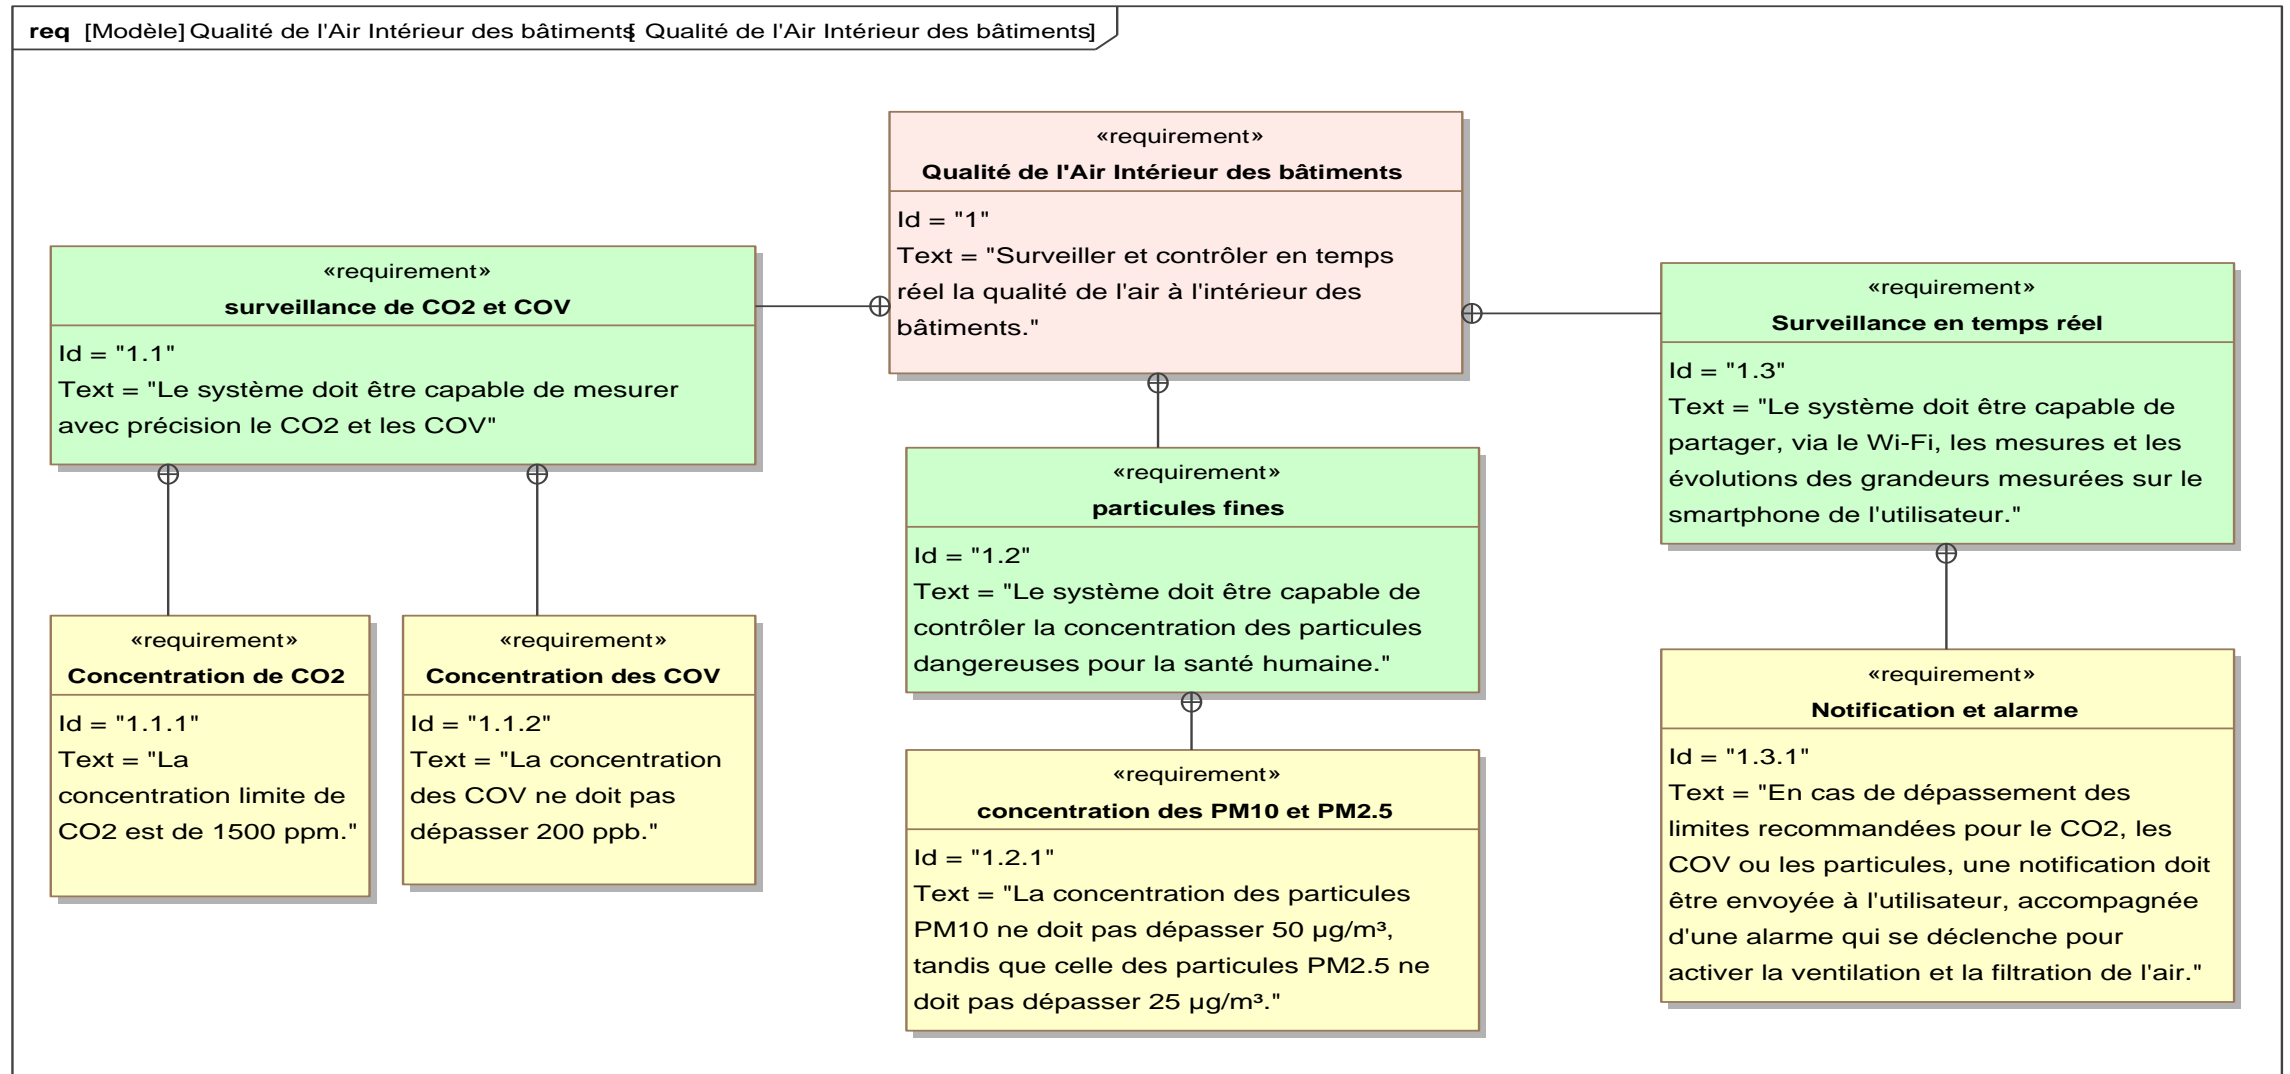 req [Modèle] Qualité de l'Air Intérieur des bâtiments[ Qualité de l'Air Intérieur des bâtiments]
«requirement»
Qualité de l'Air Intérieur des bâtiments
Id = "1"
Text = "Surveiller et contrôler en temps
réel la qualité de l'air à l'intérieur des
bâtiments."
«requirement»
surveillance de CO2 et COV
Id = "1.1"
Text = "Le système doit être capable de mesurer
avec précision le CO2 et les COV"
«requirement»
Surveillance en temps réel
Id = "1.3"
Text = "Le système doit être capable de
partager, via le Wi-Fi, les mesures et les
évolutions des grandeurs mesurées sur le
smartphone de l'utilisateur."
«requirement»
particules fines
Id = "1.2"
Text = "Le système doit être capable de
contrôler la concentration des particules
dangereuses pour la santé humaine."
«requirement»
Concentration de CO2
Id = "1.1.1"
Text = "La
concentration limite de
CO2 est de 1500 ppm."
«requirement»
Concentration des COV
Id = "1.1.2"
Text = "La concentration
des COV ne doit pas
dépasser 200 ppb."
«requirement»
concentration des PM10 et PM2.5
Id = "1.2.1"
Text = "La concentration des particules
PM10 ne doit pas dépasser 50 µg/m³,
tandis que celle des particules PM2.5 ne
doit pas dépasser 25 µg/m³."
«requirement»
Notification et alarme
Id = "1.3.1"
Text = "En cas de dépassement des
limites recommandées pour le CO2, les
COV ou les particules, une notification doit
être envoyée à l'utilisateur, accompagnée
d'une alarme qui se déclenche pour
activer la ventilation et la filtration de l'air."